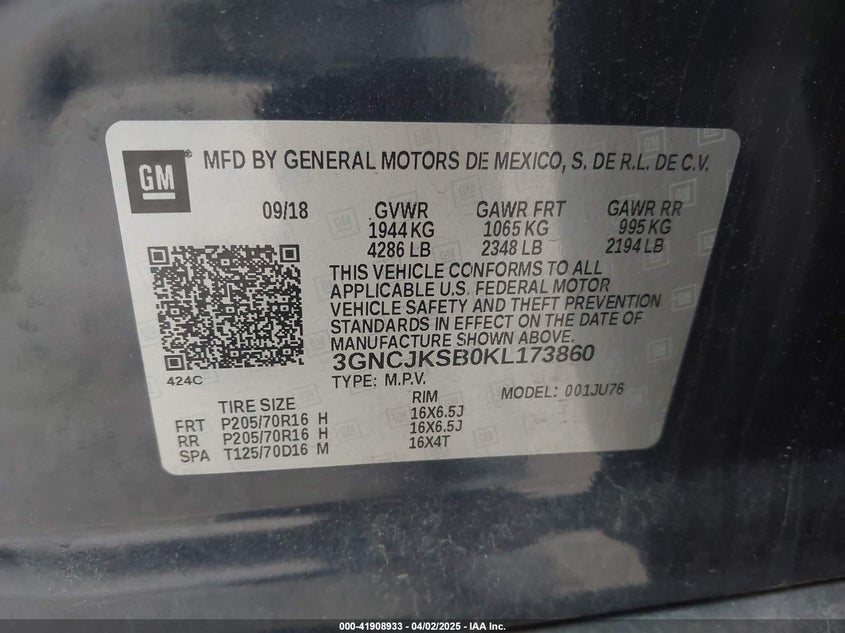 GM ® MFD BY GENERAL MOTORS DE MEXICO, S. DE R.L. DE C.V.
09/18 GVWR GAWR FRT GAWR RR
1944 KG 1065 KG 995 KG
4286 LB 2348 LB 2194 LB
THIS VEHICLE CONFORMS TO ALL
APPLICABLE U.S. FEDERAL MOTOR
VEHICLE SAFETY AND THEFT PREVENTION
STANDARDS IN EFFECT ON THE DATE OF
MANUFACTURE SHOWN ABOVE.
3GNCJKSB0KL173860
424C TYPE: M.P.V. MODEL: 001JU76
TIRE SIZE RIM
FRT P205/70R16 H 16X6.5J
RR P205/70R16 H 16X6.5J
SPA T125/70D16 M 16X4T
000-41908933 - 04/02/2025 - IAA Inc.